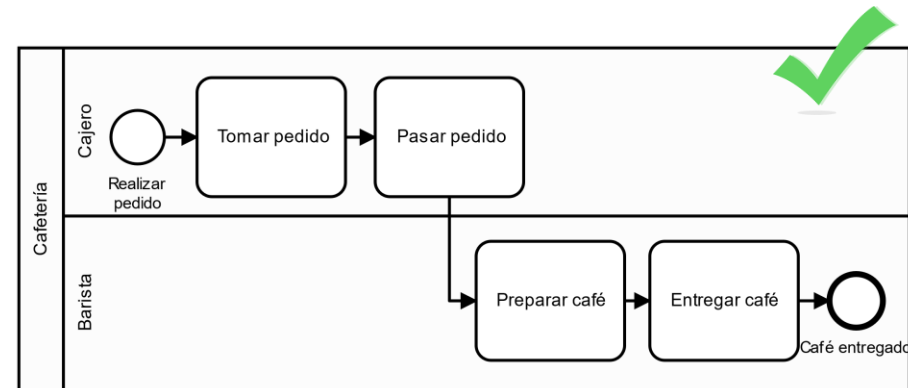 Cafetería
Cajero
Realizar
pedido
Tomar pedido
Pasar pedido
Barista
Preparar café
Entregar café
Café entregado